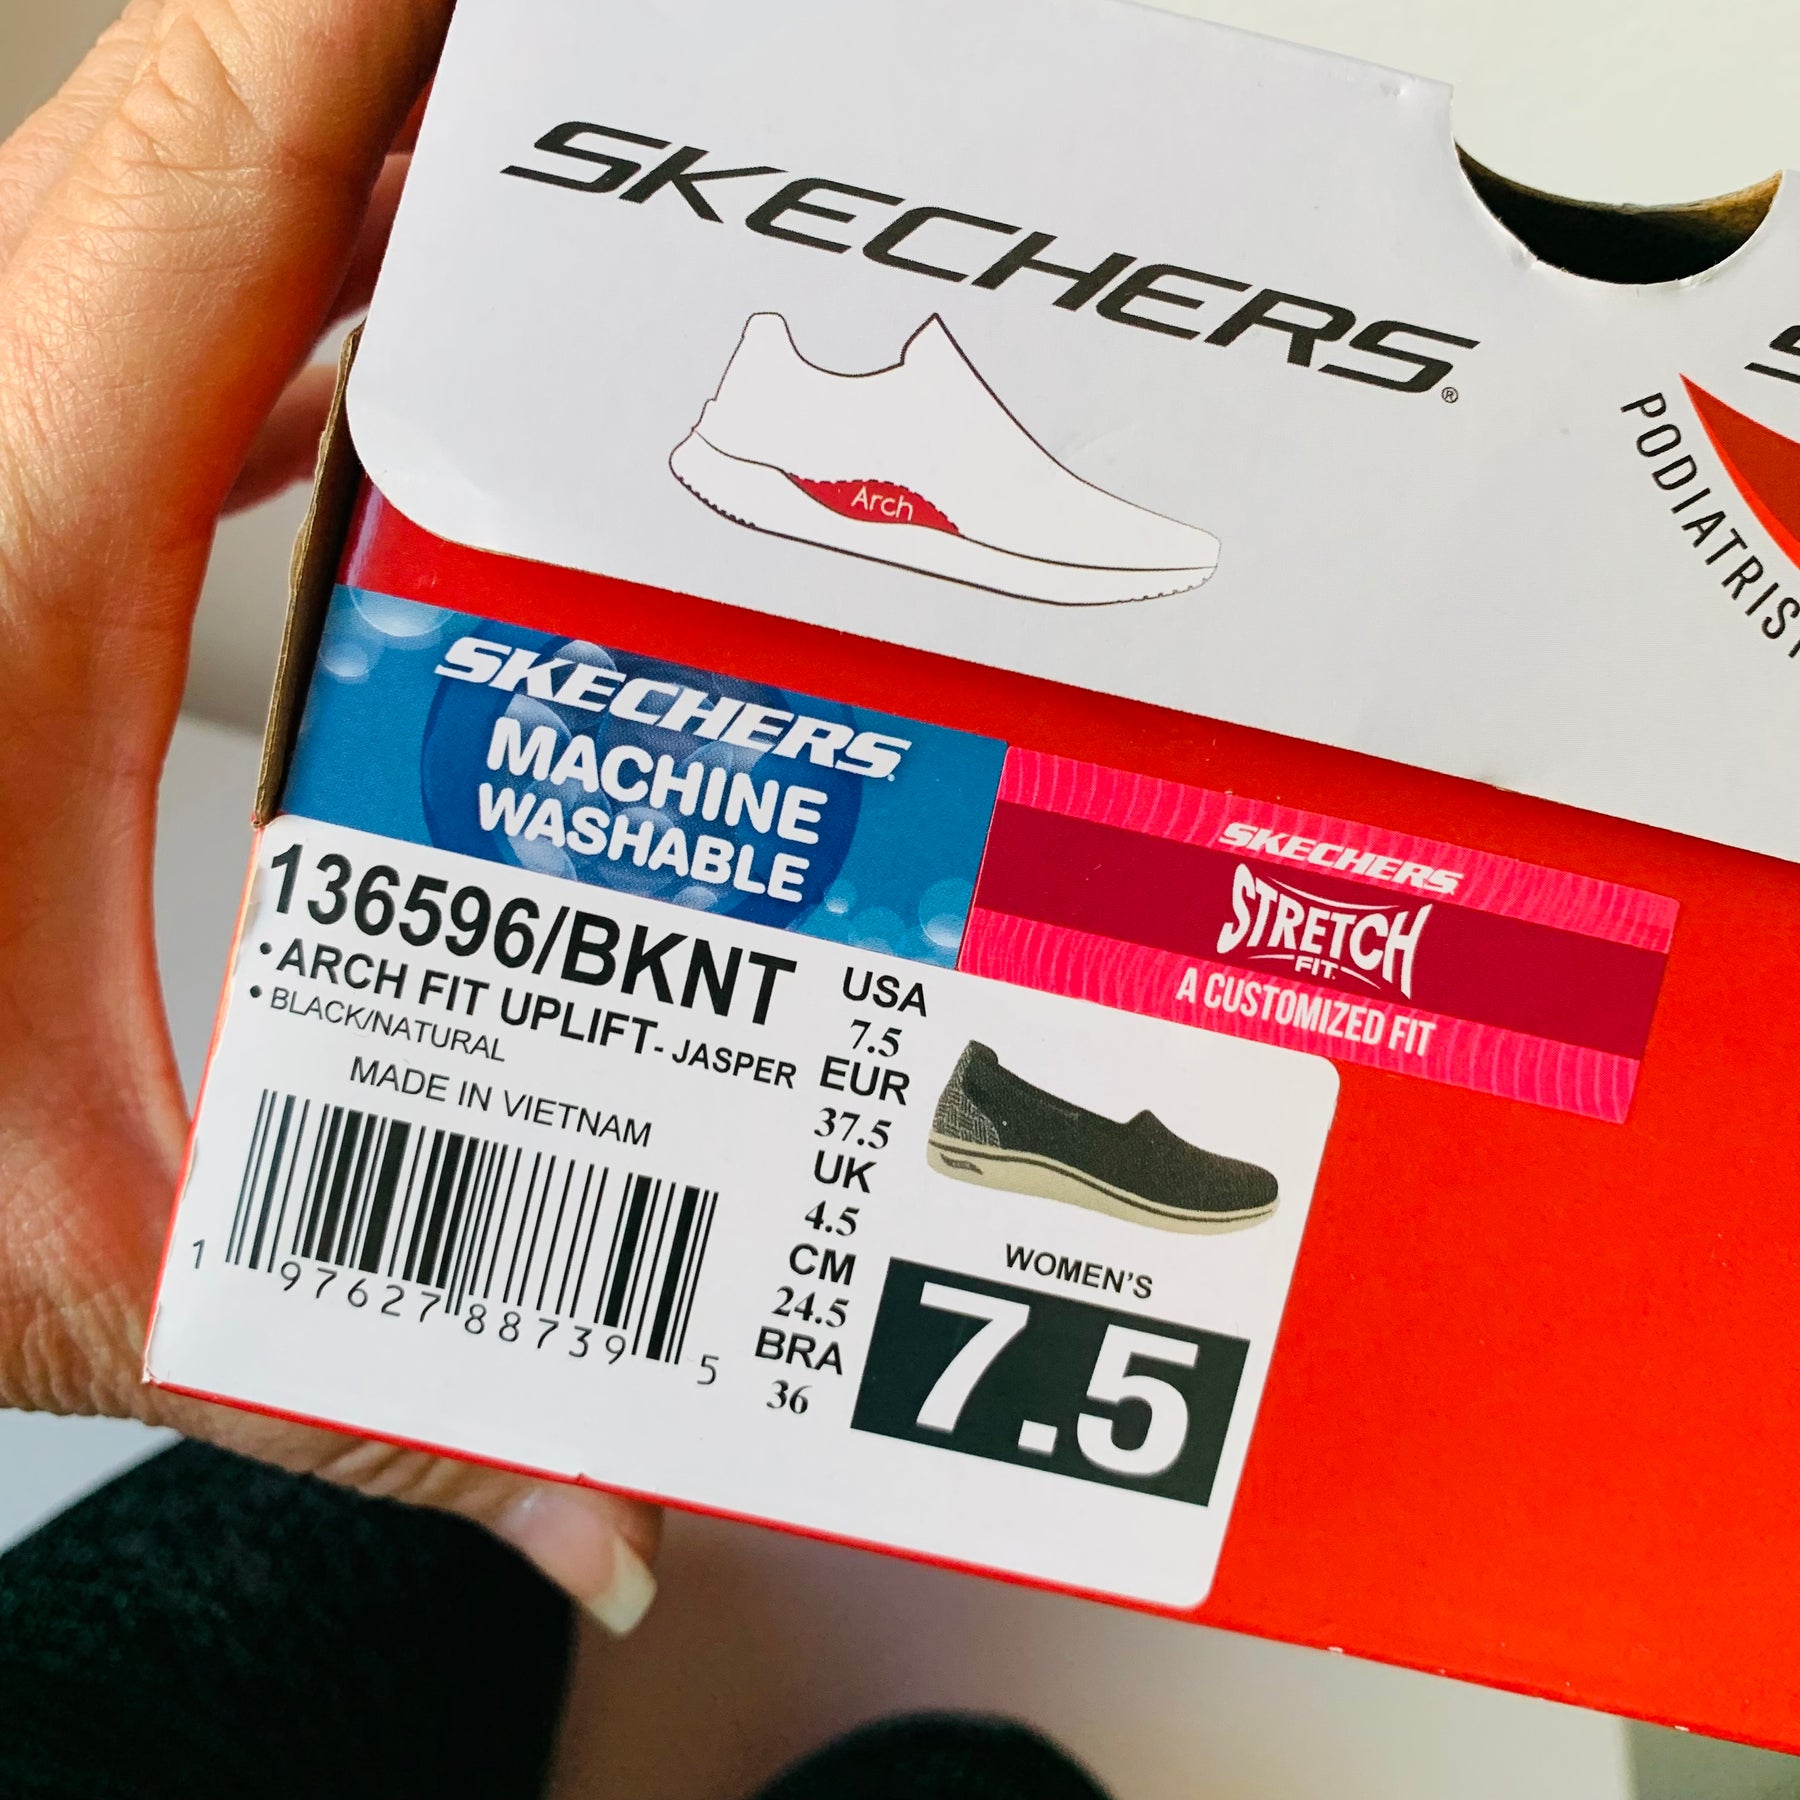 SKECHERS®
Arch
PODIATRIS
SKECHERS
MACHINE
WASHABLE
SKECHERS
STRETCH
FIT
A CUSTOMIZED FIT
136596/BKNT
• ARCH FIT UPLIFT- JASPER
• BLACK/NATURAL
MADE IN VIETNAM
1 97627 88739 5
USA
7.5
EUR
37.5
UK
4.5
CM
24.5
BRA
36
WOMEN'S
7.5